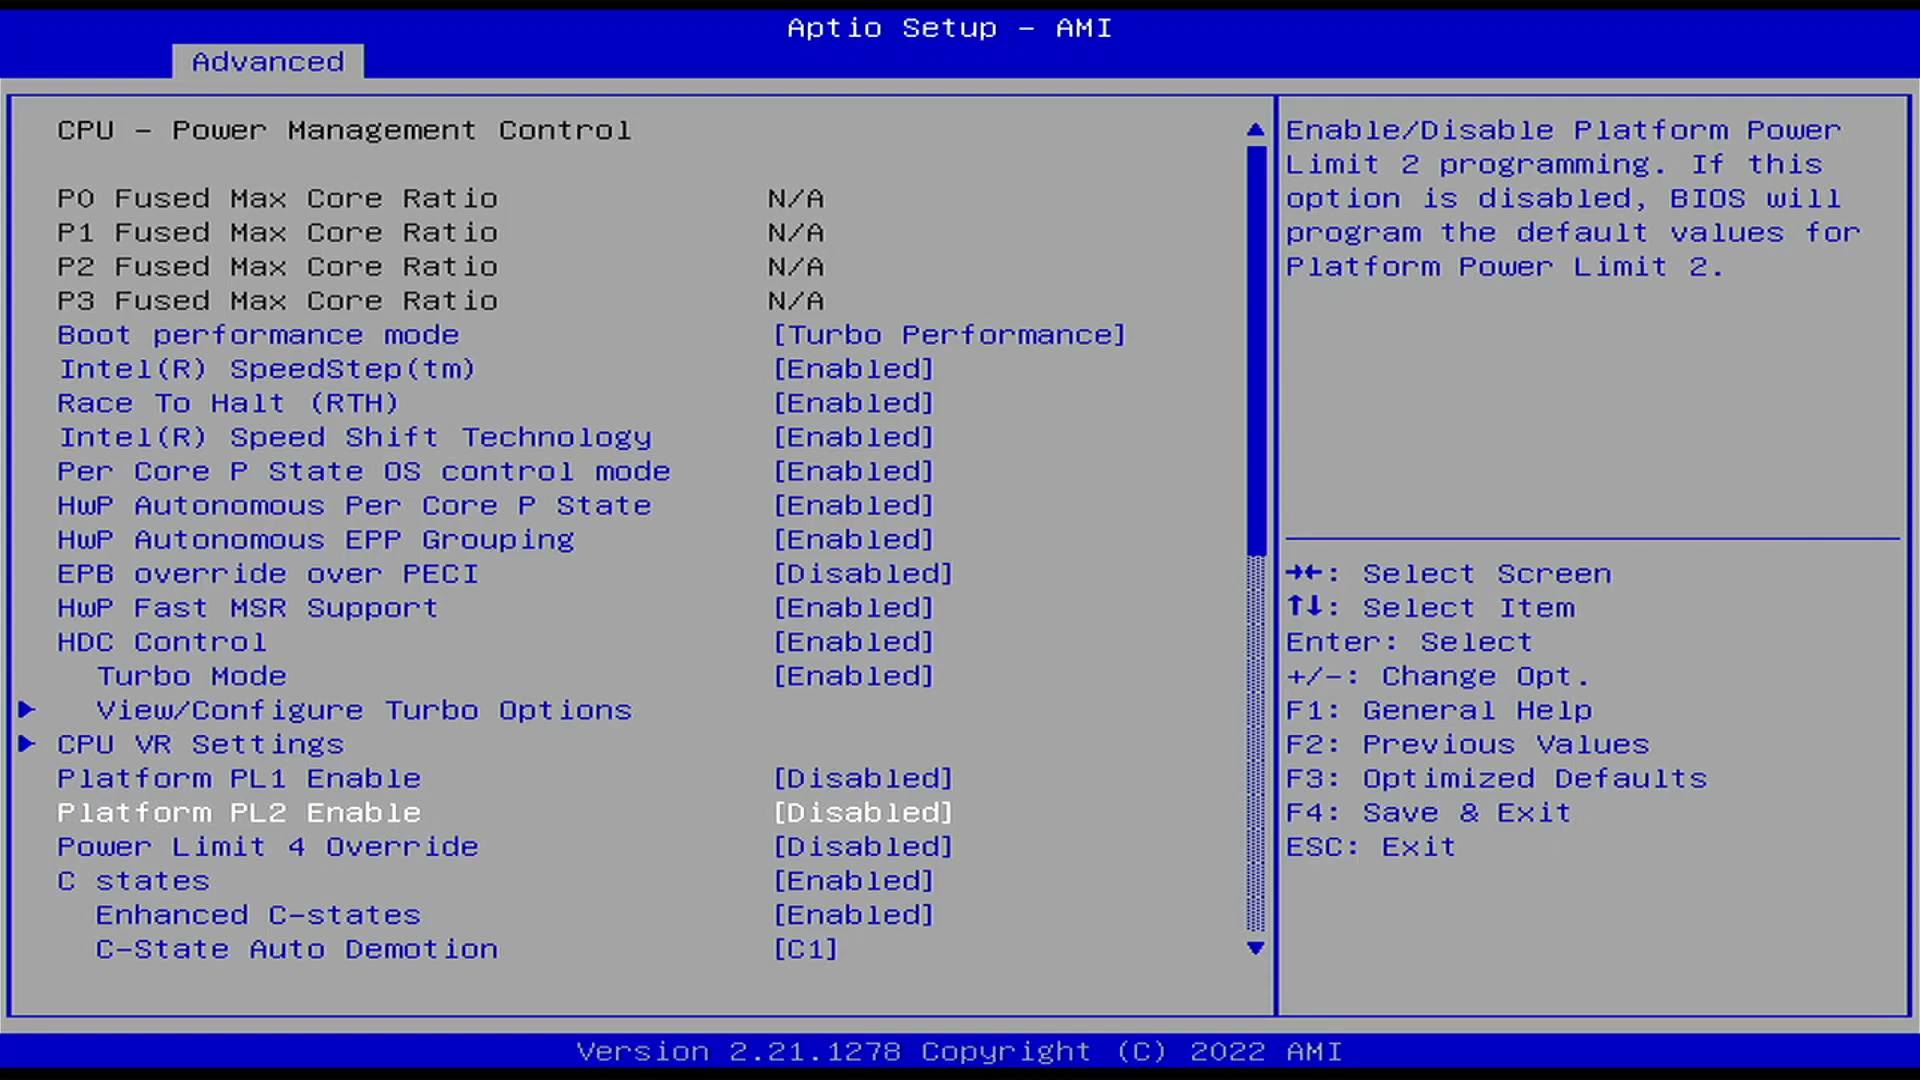 Aptio Setup – AMI
Advanced
CPU – Power Management Control
P0 Fused Max Core Ratio N/A
P1 Fused Max Core Ratio N/A
P2 Fused Max Core Ratio N/A
P3 Fused Max Core Ratio N/A
Boot performance mode [Turbo Performance]
Intel(R) SpeedStep(tm) [Enabled]
Race To Halt (RTH) [Enabled]
Intel(R) Speed Shift Technology [Enabled]
Per Core P State OS control mode [Enabled]
HwP Autonomous Per Core P State [Enabled]
HwP Autonomous EPP Grouping [Enabled]
EPB override over PECI [Disabled]
HwP Fast MSR Support [Enabled]
HDC Control [Enabled]
Turbo Mode [Enabled]
View/Configure Turbo Options
CPU VR Settings
Platform PL1 Enable [Disabled]
Platform PL2 Enable [Disabled]
Power Limit 4 Override [Disabled]
C states [Enabled]
Enhanced C-states [Enabled]
C-State Auto Demotion [C1]
Enable/Disable Platform Power
Limit 2 programming. If this
option is disabled, BIOS will
program the default values for
Platform Power Limit 2.
→←: Select Screen
↑↓: Select Item
Enter: Select
+/-: Change Opt.
F1: General Help
F2: Previous Values
F3: Optimized Defaults
F4: Save & Exit
ESC: Exit
Version 2.21.1278 Copyright (C) 2022 AMI